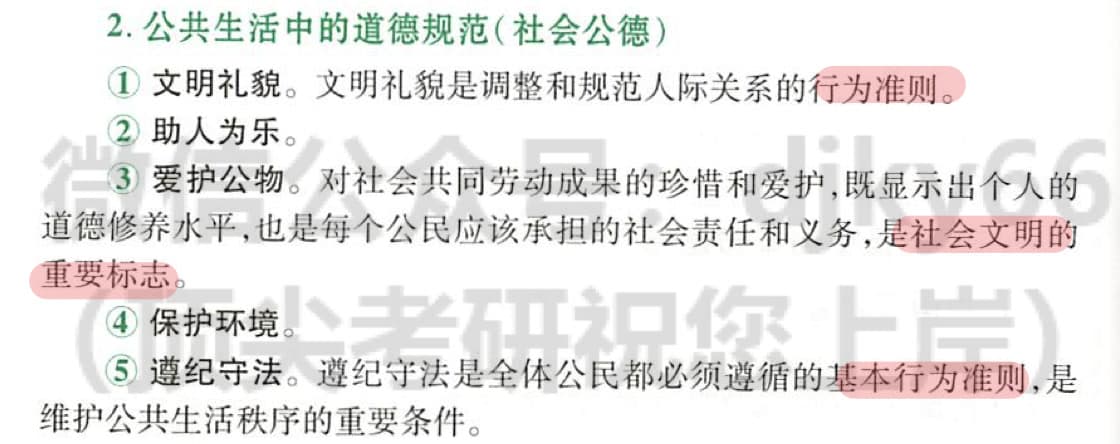 2. 公共生活中的道德规范(社会公德)
① 文明礼貌。文明礼貌是调整和规范人际关系的行为准则。
② 助人为乐。
③ 爱护公物。对社会共同劳动成果的珍惜和爱护,既显示出个人的
道德修养水平,也是每个公民应该承担的社会责任和义务,是社会文明的
重要标志。
④ 保护环境。
⑤ 遵纪守法。遵纪守法是全体公民都必须遵循的基本行为准则,是
维护公共生活秩序的重要条件。
微信公众号:djky66
(顶尖考研祝您上岸)